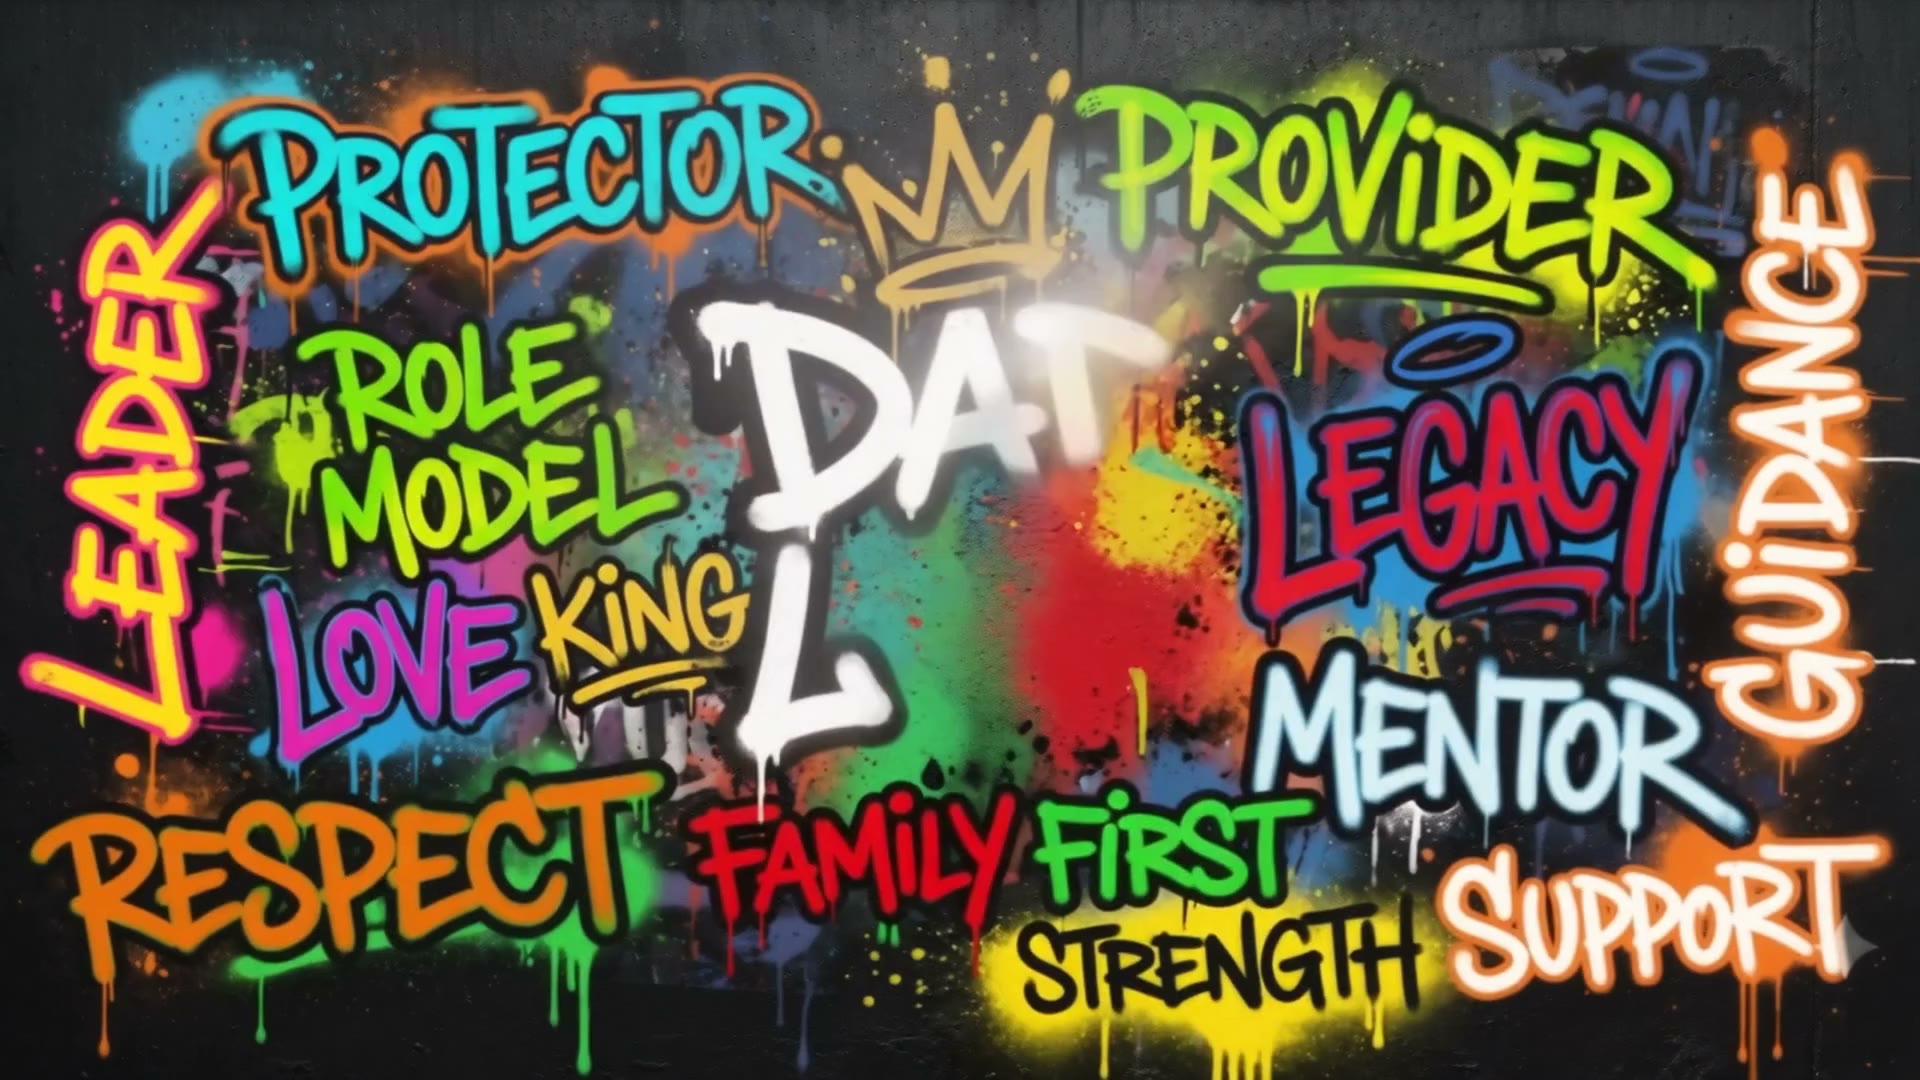 PROTECTOR
PROVIDER
LEADER
GUIDANCE
ROLE
MODEL
DAT
L
LEGACY
LOVE
KING
MENTOR
RESPECT
FAMILY FIRST
STRENGTH
SUPPORT